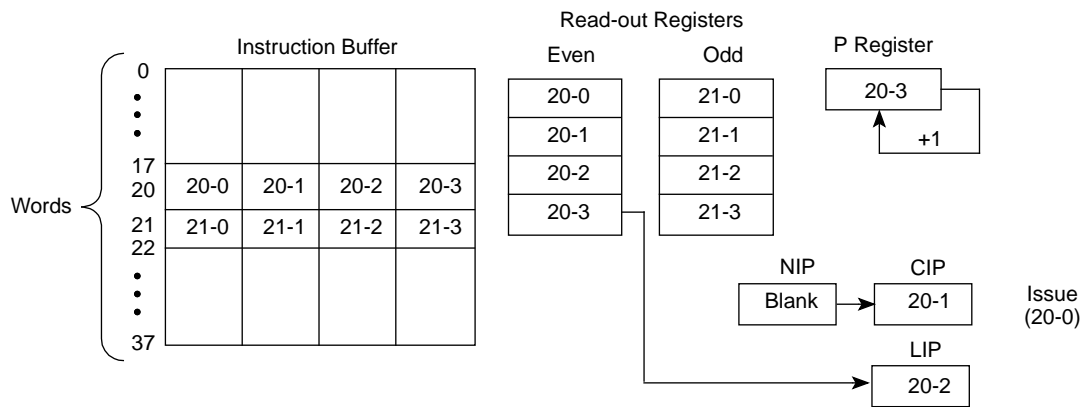 Read-out Registers
Instruction Buffer
Even
Odd
P Register
Words
0
17
20
21
22
37
20-0 20-1 20-2 20-3
21-0 21-1 21-2 21-3
20-0
20-1
20-2
20-3
21-0
21-1
21-2
21-3
20-3
+1
NIP
Blank
CIP
20-1
Issue
(20-0)
LIP
20-2